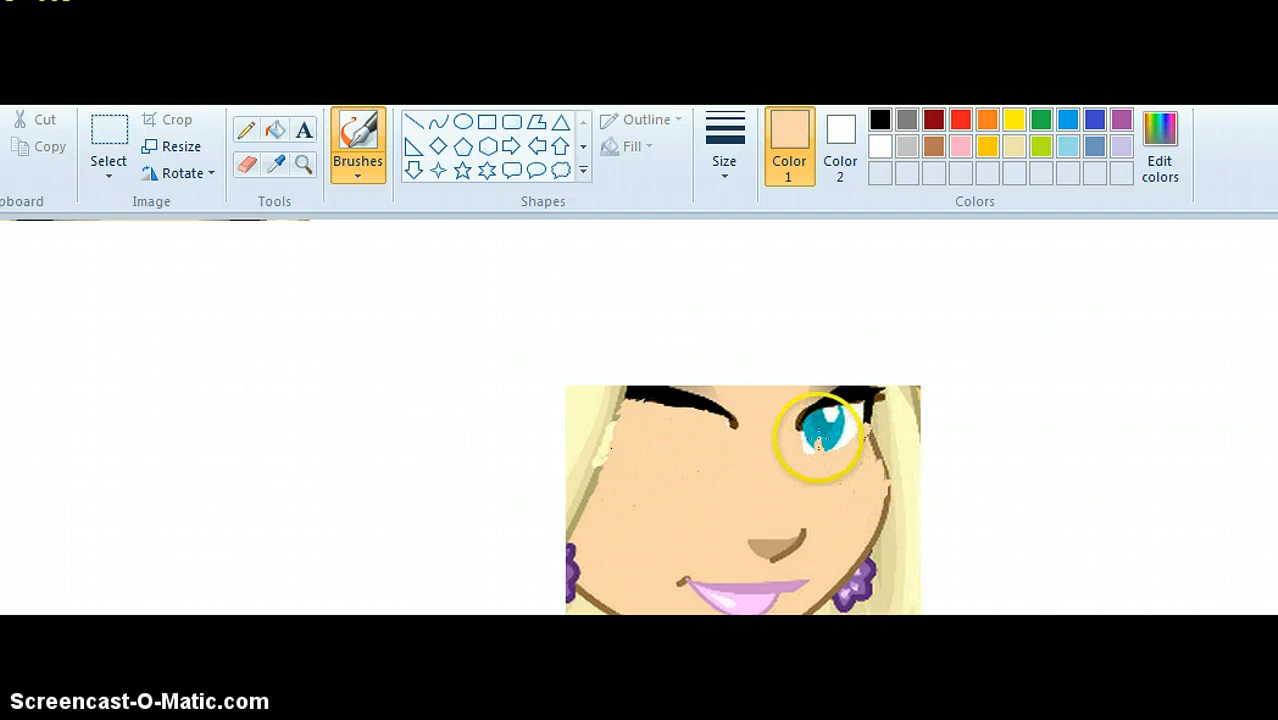 Cut
Copy
pboard
Select
Crop
Resize
Rotate
Image
A
Tools
Brushes
Shapes
Outline
Fill
Size
Color 1
Color 2
Edit colors
Colors
Screencast-O-Matic.com